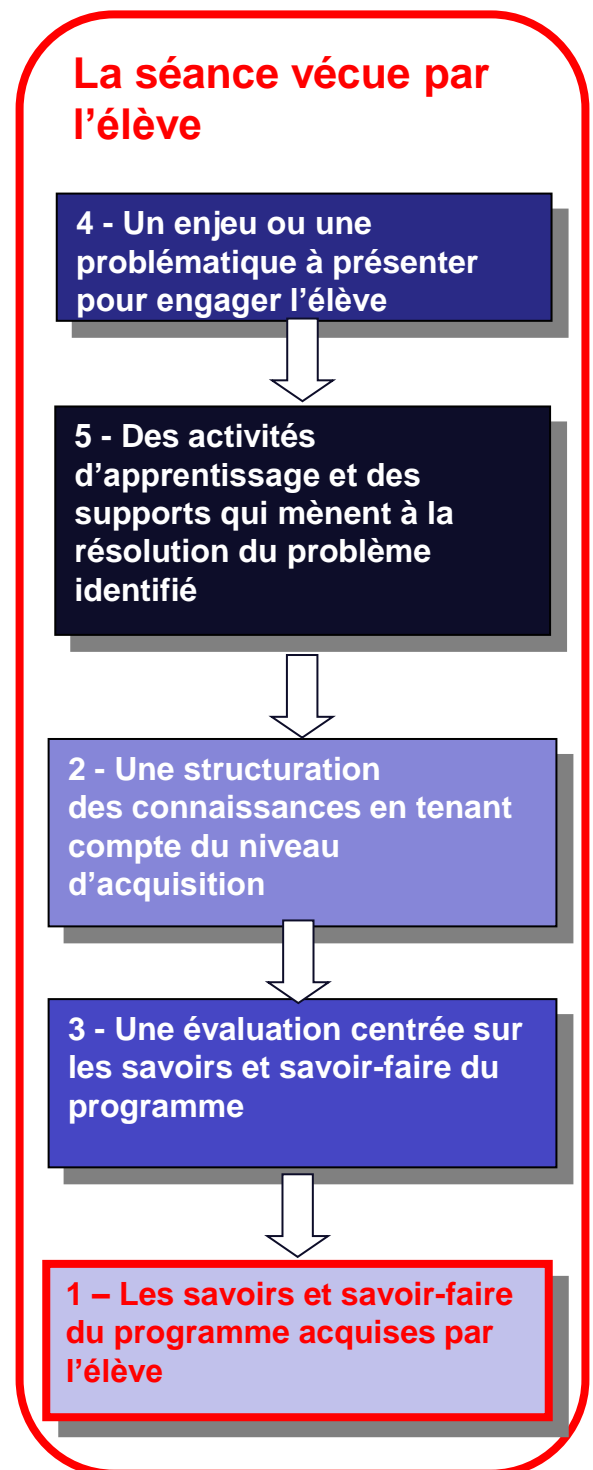 La séance vécue par
l’élève
4 - Un enjeu ou une
problématique à présenter
pour engager l’élève
5 - Des activités
d’apprentissage et des
supports qui mènent à la
résolution du problème
identifié
2 - Une structuration
des connaissances en tenant
compte du niveau
d’acquisition
3 - Une évaluation centrée sur
les savoirs et savoir-faire du
programme
1 – Les savoirs et savoir-faire
du programme acquises par
l’élève